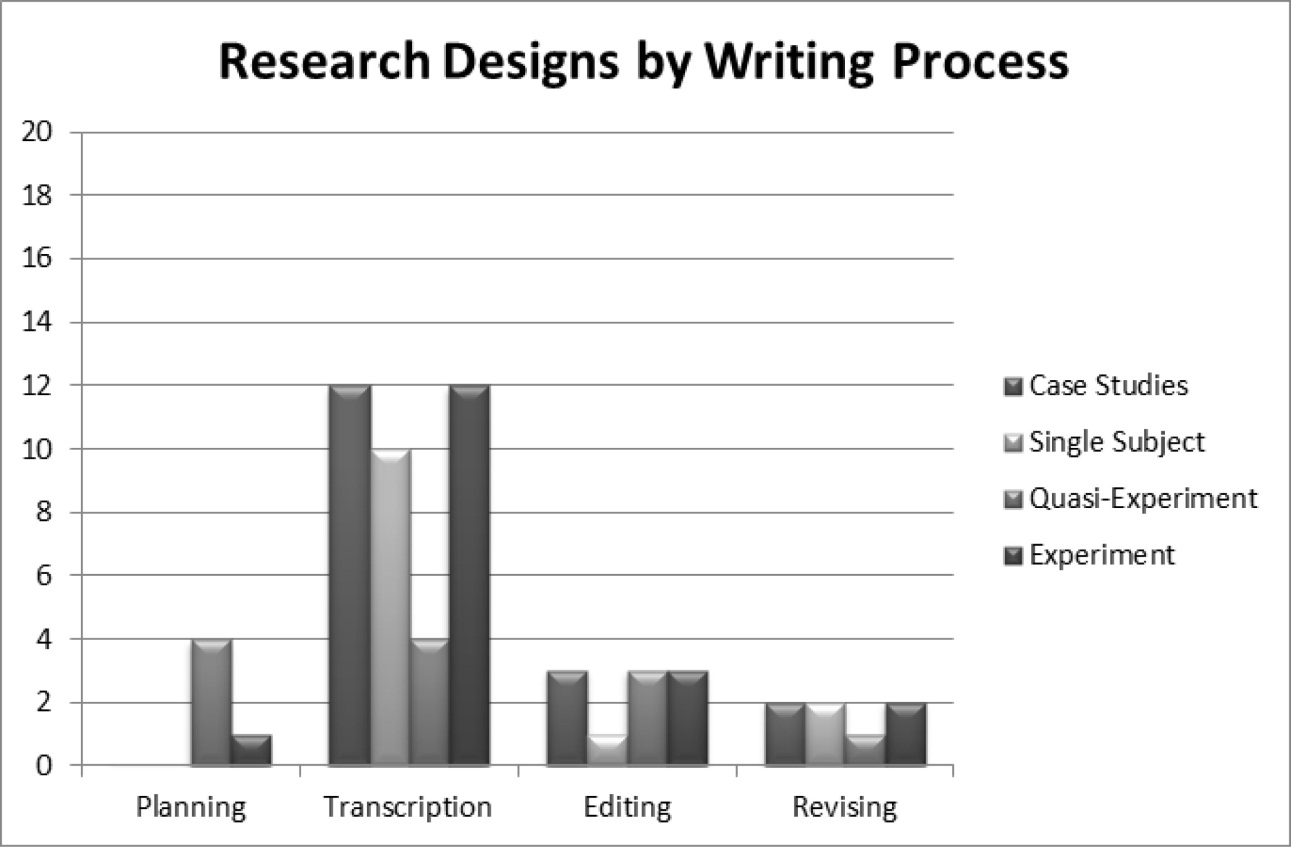 Research Designs by Writing Process
20
18
16
14
12
10
8
6
4
2
0
Planning
Transcription
Editing
Revising
Case Studies
Single Subject
Quasi-Experiment
Experiment